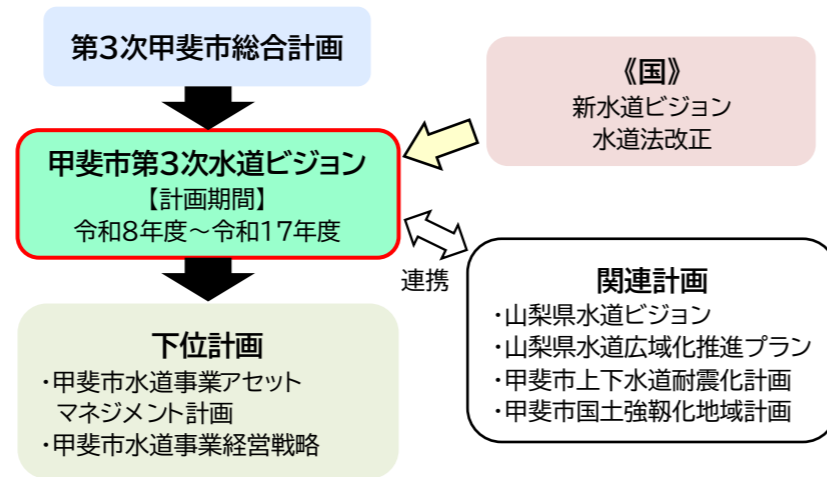 第3次甲斐市総合計画
《国》
新水道ビジョン
水道法改正
甲斐市第3次水道ビジョン
【計画期間】
令和8年度～令和17年度
連携
関連計画
・山梨県水道ビジョン
・山梨県水道広域化推進プラン
・甲斐市上下水道耐震化計画
・甲斐市国土強靱化地域計画
下位計画
・甲斐市水道事業アセット
マネジメント計画
・甲斐市水道事業経営戦略